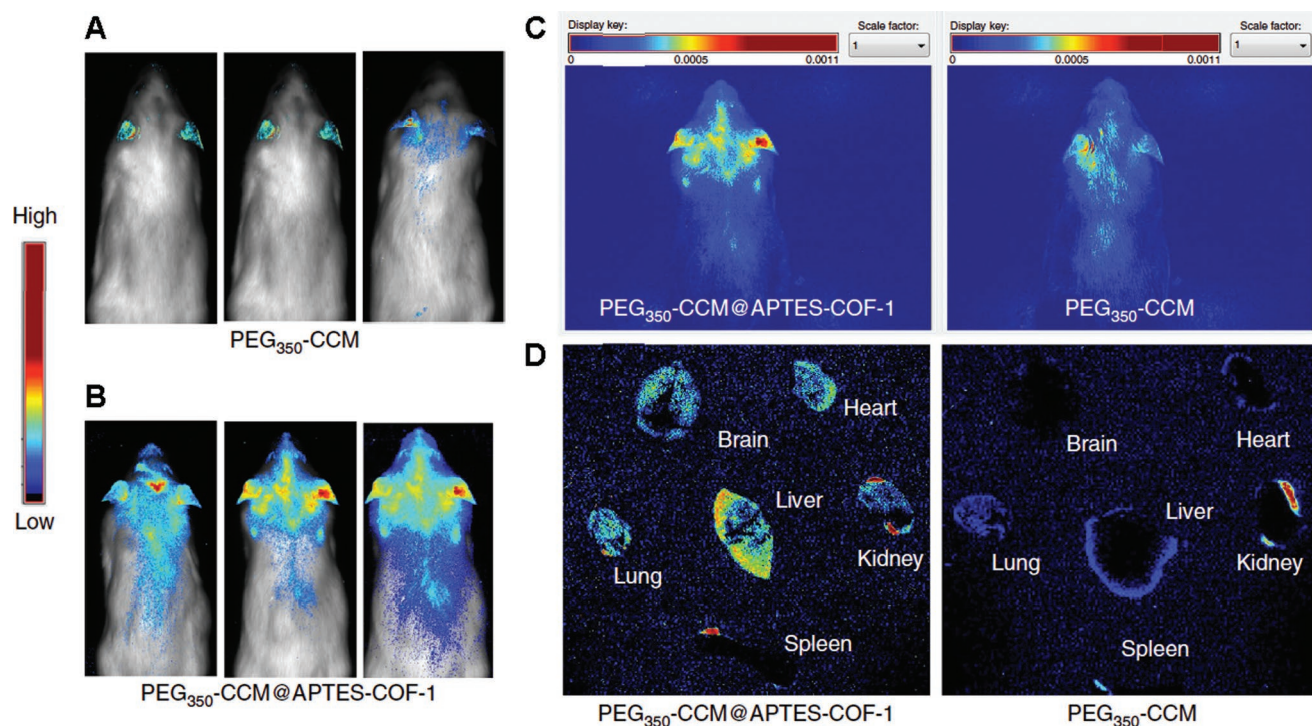 A
High
Low
PEG₃₅₀-CCM
B
PEG₃₅₀-CCM@APTES-COF-1
C
Display key:
Scale factor:
1
0 0.0005 0.0011
PEG₃₅₀-CCM@APTES-COF-1
Display key:
Scale factor:
1
0 0.0005 0.0011
PEG₃₅₀-CCM
D
Brain
Heart
Liver
Lung
Kidney
Spleen
PEG₃₅₀-CCM@APTES-COF-1
Brain
Heart
Liver
Lung
Kidney
Spleen
PEG₃₅₀-CCM